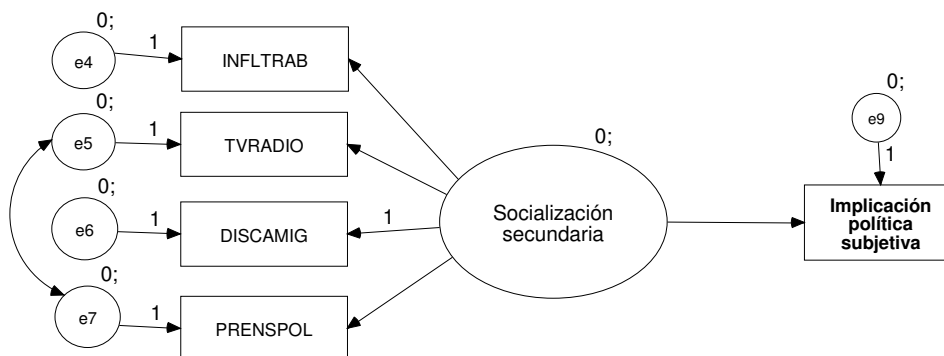 0;
e4
1
INFLTRAB
0;
e5
1
TVRADIO
0;
e6
1
DISCAMIG
1
0;
e7
1
PRENSPOL
0;
Socialización
secundaria
0;
e9
1
Implicación
política
subjetiva